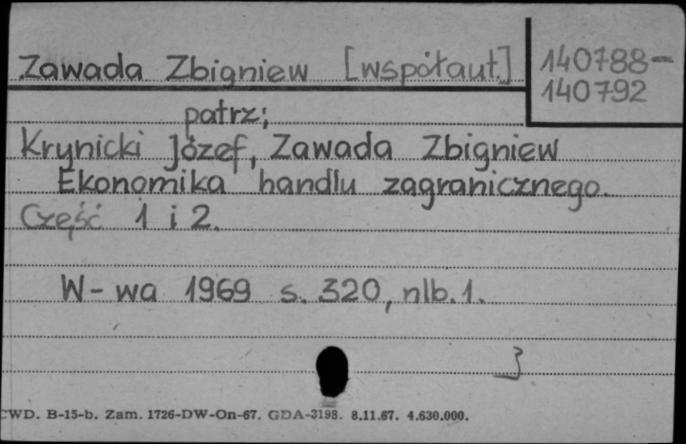 Zawada Zbigniew [współaut.]
140788-
140792
patrz;
Krynicki Józef, Zawada Zbigniew
Ekonomika handlu zagranicznego.
Część 1 i 2.
W-wa 1969 s. 320, nlb. 1.
CWD. B-15-b. Zam. 1726-DW-On-67. GDA-3198. 8.11.67. 4.630.000.